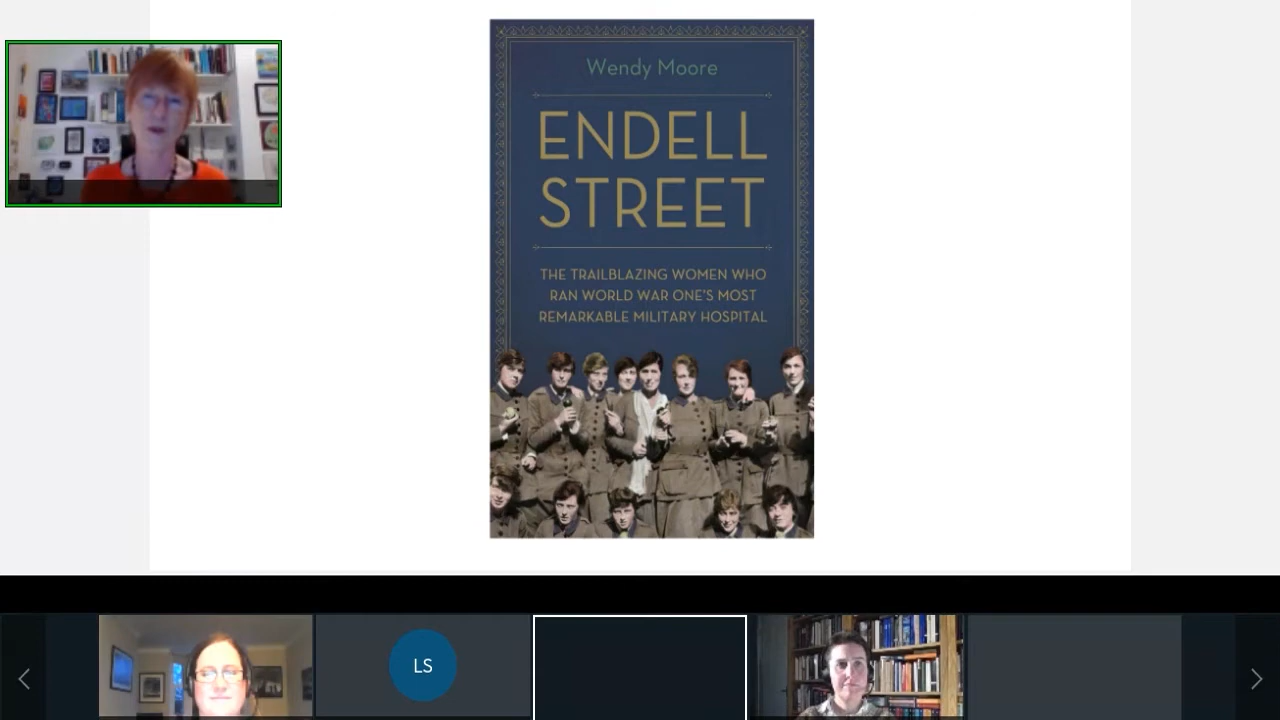 Wendy Moore
ENDELL
STREET
THE TRAILBLAZING WOMEN WHO
RAN WORLD WAR ONE'S MOST
REMARKABLE MILITARY HOSPITAL
LS